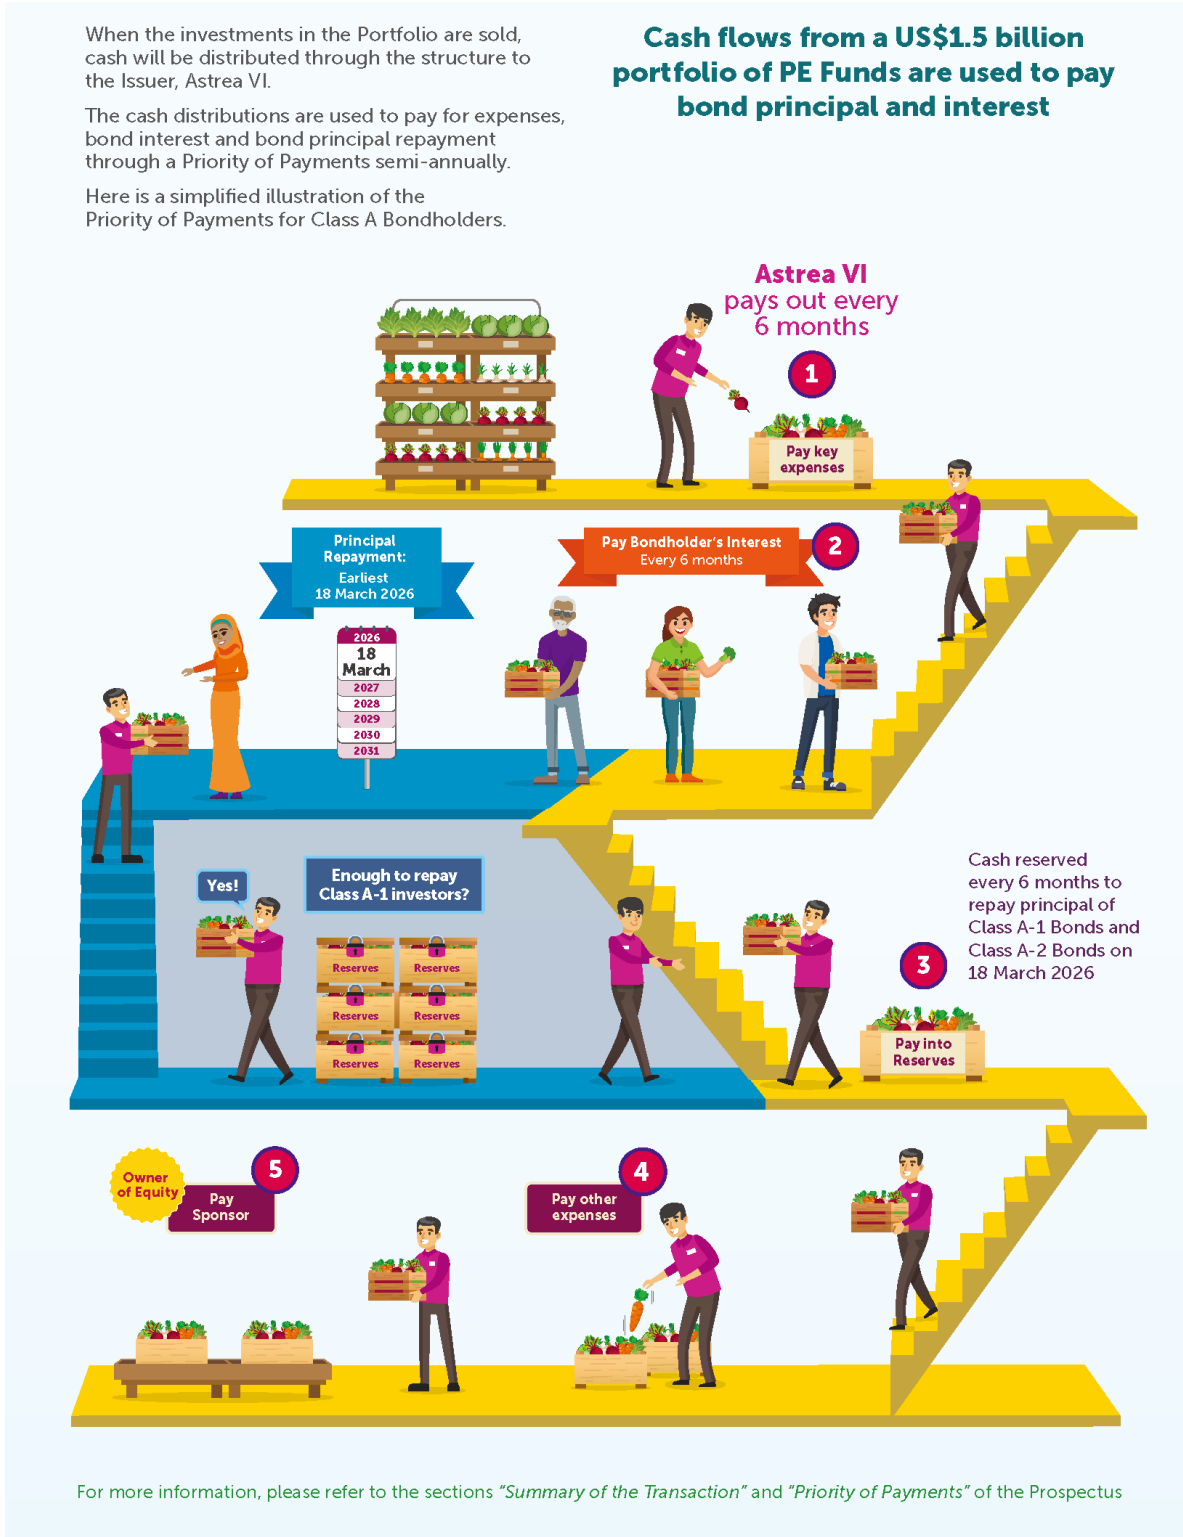 When the investments in the Portfolio are sold,
cash will be distributed through the structure to
the Issuer, Astrea VI.
The cash distributions are used to pay for expenses,
bond interest and bond principal repayment
through a Priority of Payments semi-annually.
Here is a simplified illustration of the
Priority of Payments for Class A Bondholders.
Cash flows from a US$1.5 billion
portfolio of PE Funds are used to pay
bond principal and interest
Astrea VI
pays out every
6 months
1
Pay key
expenses
Principal
Repayment:
Earliest
18 March 2026
Pay Bondholder's Interest
Every 6 months
2
2026
18
March
2027
2028
2029
2030
2031
Yes!
Enough to repay
Class A-1 investors?
Reserves
Reserves
Reserves
Reserves
Reserves
Reserves
Cash reserved
every 6 months to
repay principal of
Class A-1 Bonds and
Class A-2 Bonds on
18 March 2026
3
Pay into
Reserves
Owner
of Equity
5
Pay
Sponsor
4
Pay other
expenses
For more information, please refer to the sections “Summary of the Transaction” and “Priority of Payments” of the Prospectus